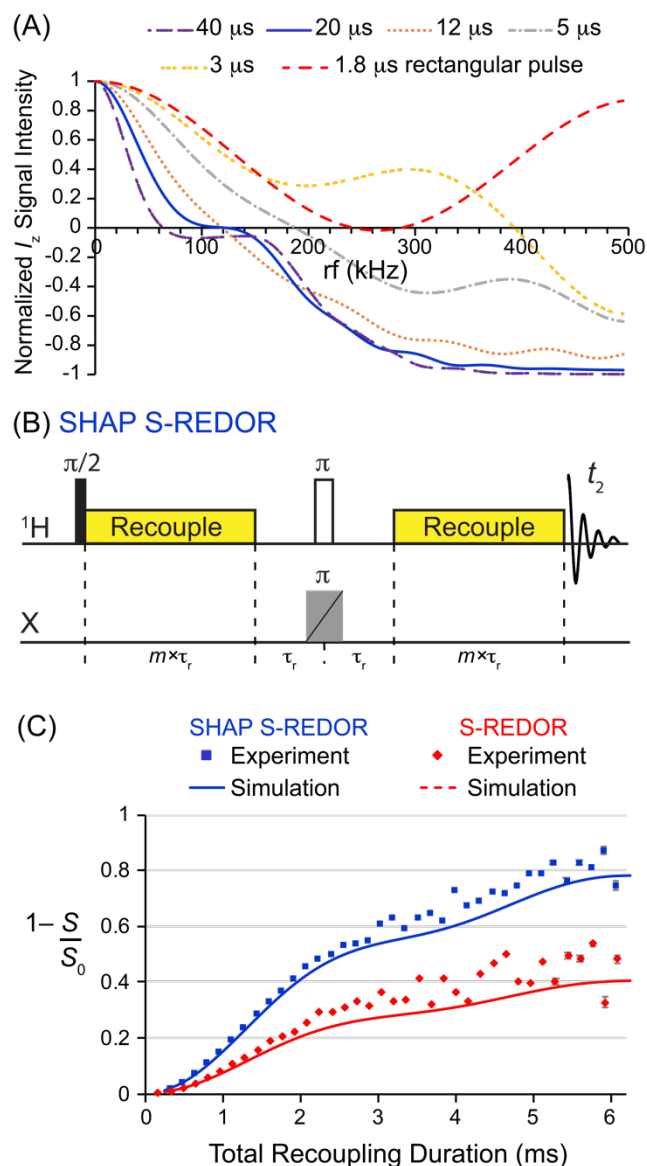 (A)
40 μs 20 μs 12 μs 5 μs
3 μs 1.8 μs rectangular pulse
Normalized Iz Signal Intensity
1
0.8
0.6
0.4
0.2
0
-0.2
-0.4
-0.6
-0.8
-1
0 100 200 300 400 500
rf (kHz)
(B) SHAP S-REDOR
π/2 π t₂
¹H Recouple Recouple
π
X
m×τᵣ τᵣ . τᵣ m×τᵣ
(C)
SHAP S-REDOR S-REDOR
Experiment Experiment
Simulation Simulation
1
0.8
0.6
0.4
0.2
0
1– S/S₀
0 1 2 3 4 5 6
Total Recoupling Duration (ms)